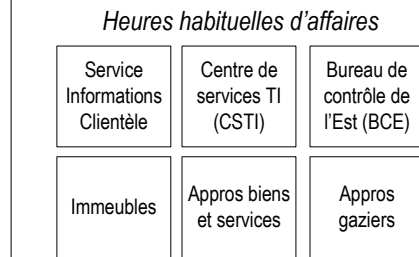 Heures habituelles d’affaires
Service
Informations
Clientèle
Centre de
services TI
(CSTI)
Bureau de
contrôle de
l’Est (BCE)
Immeubles
Appros biens
et services
Appros
gaziers